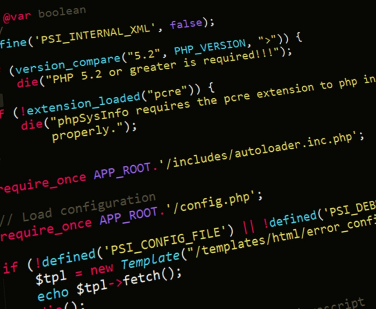 @var boolean
fine('PSI_INTERNAL_XML', false);
(version_compare("5.2", PHP_VERSION, ">")) {
die("PHP 5.2 or greater is required!!!");
(!extension_loaded("pcre")) {
die("phpSysInfo requires the pcre extension to php in
properly.");
require_once APP_ROOT.'/includes/autoloader.inc.php';
// Load configuration
require_once APP_ROOT.'/config.php';
if (!defined('PSI_CONFIG_FILE') || !defined('PSI_DEB
$tpl = new Template("/templates/html/error_confi
echo $tpl->fetch();